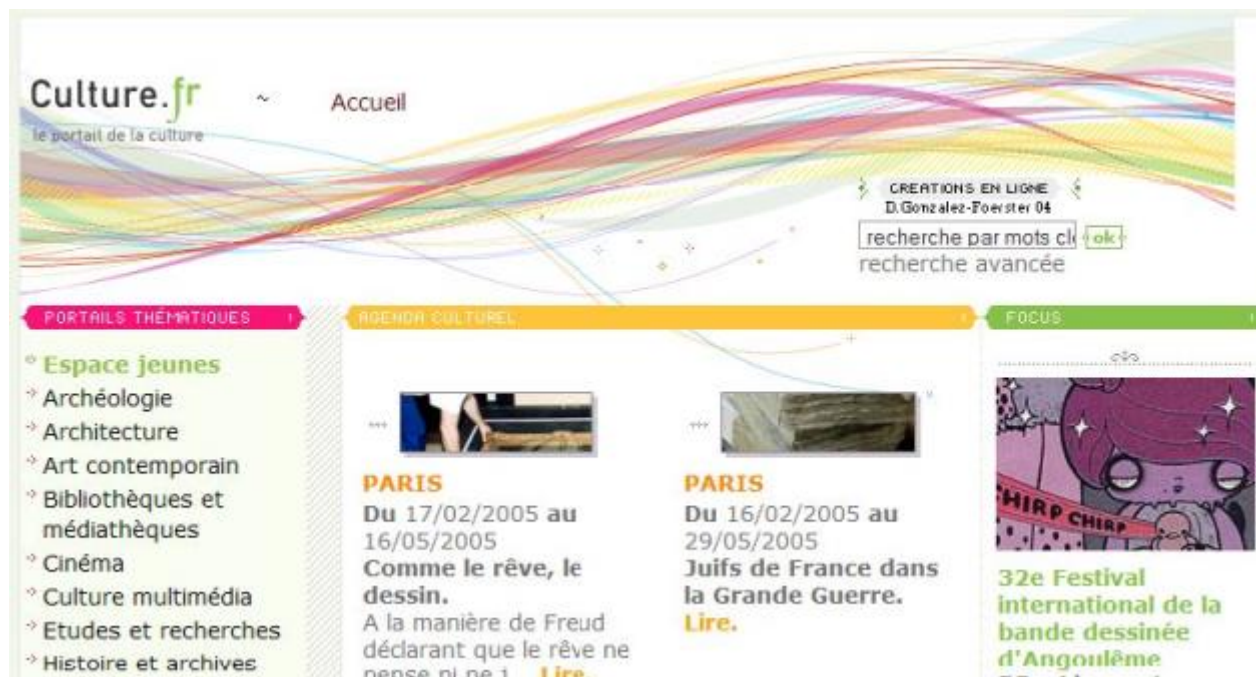 Culture.fr
~ Accueil
le portail de la culture
CREATIONS EN LIGNE
D.Gonzalez-Foerster 04
recherche par mots cl
ok
recherche avancée
PORTAILS THÉMATIQUES
Espace jeunes
Archéologie
Architecture
Art contemporain
Bibliothèques et
médiathèques
Cinéma
Culture multimédia
Etudes et recherches
Histoire et archives
AGENDA CULTUREL
PARIS
Du 17/02/2005 au
16/05/2005
Comme le rêve, le
dessin.
A la manière de Freud
déclarant que le rêve ne
pense ni ne Lire.
PARIS
Du 16/02/2005 au
29/05/2005
Juifs de France dans
la Grande Guerre.
Lire.
FOCUS
CHIRP CHIRP
32e Festival
international de la
bande dessinée
d'Angoulême